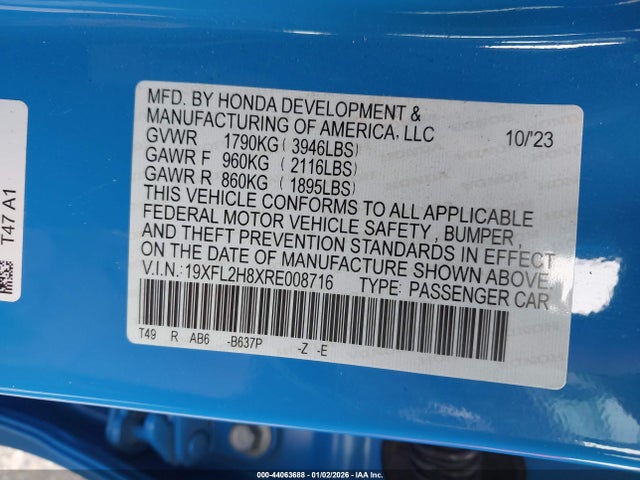 MFD. BY HONDA DEVELOPMENT &
MANUFACTURING OF AMERICA, LLC 10/'23
GVWR 1790KG ( 3946LBS)
GAWR F 960KG ( 2116LBS)
GAWR R 860KG ( 1895LBS)
THIS VEHICLE CONFORMS TO ALL APPLICABLE
FEDERAL MOTOR VEHICLE SAFETY , BUMPER,
AND THEFT PREVENTION STANDARDS IN EFFECT
ON THE DATE OF MANUFACTURE SHOWN ABOVE.
V.I.N.: 19XFL2H8XRE008716 TYPE: PASSENGER CAR
T49 R AB6 -B637P -Z -E
T47 A1
000-44063688 - 01/02/2026 - IAA Inc.